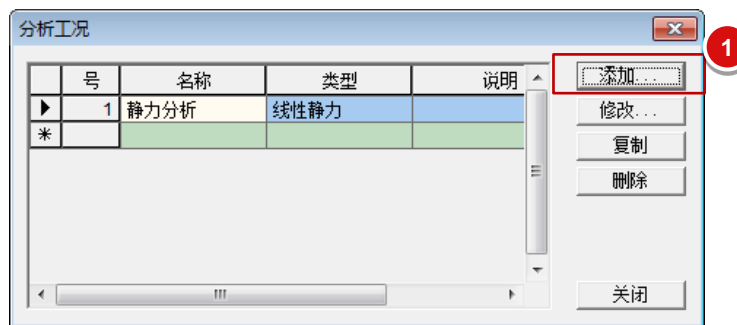 分析工况
1
号 名称 类型 说明
1 静力分析 线性静力
添加...
修改...
复制
删除
关闭